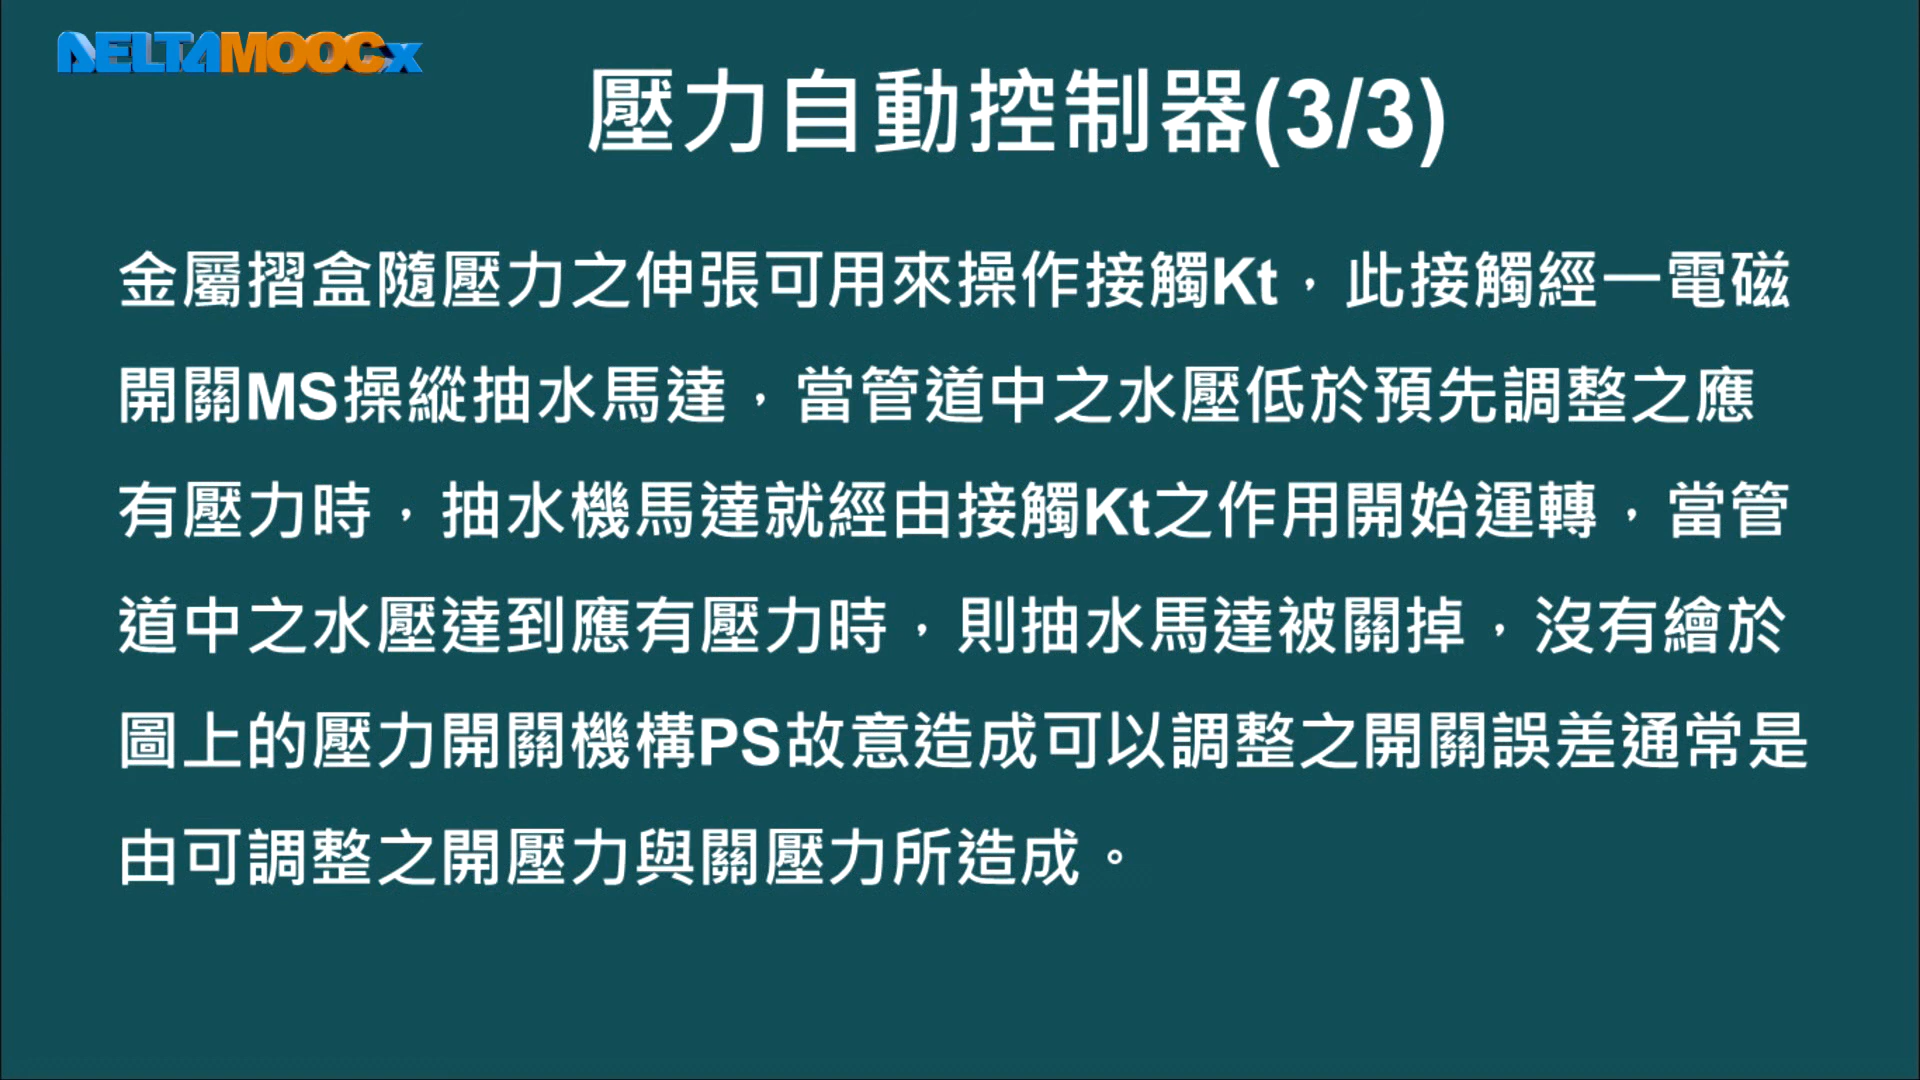 DELTAMOOCx
壓力自動控制器(3/3)
金屬摺盒隨壓力之伸張可用來操作接觸Kt，此接觸經一電磁
開關MS操縱抽水馬達，當管道中之水壓低於預先調整之應
有壓力時，抽水機馬達就經由接觸Kt之作用開始運轉，當管
道中之水壓達到應有壓力時，則抽水馬達被關掉，沒有繪於
圖上的壓力開關機構PS故意造成可以調整之開關誤差通常是
由可調整之開壓力與關壓力所造成。